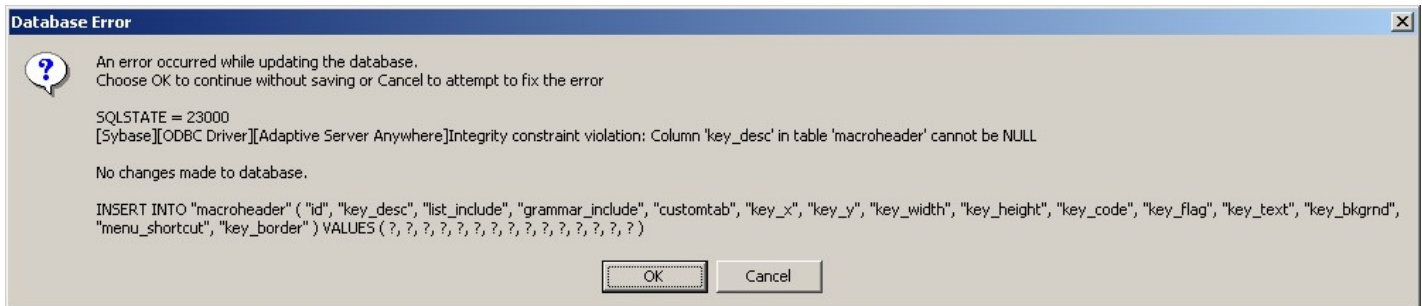 Database Error
An error occurred while updating the database.
Choose OK to continue without saving or Cancel to attempt to fix the error
SQLSTATE = 23000
[Sybase][ODBC Driver][Adaptive Server Anywhere]Integrity constraint violation: Column 'key_desc' in table 'macroheader' cannot be NULL
No changes made to database.
INSERT INTO "macroheader" ( "id", "key_desc", "list_include", "grammar_include", "customtab", "key_x", "key_y", "key_width", "key_height", "key_code", "key_flag", "key_text", "key_bkgrnd",
"menu_shortcut", "key_border" ) VALUES ( ?, ?, ?, ?, ?, ?, ?, ?, ?, ?, ?, ?, ?, ?, ? )
OK
Cancel